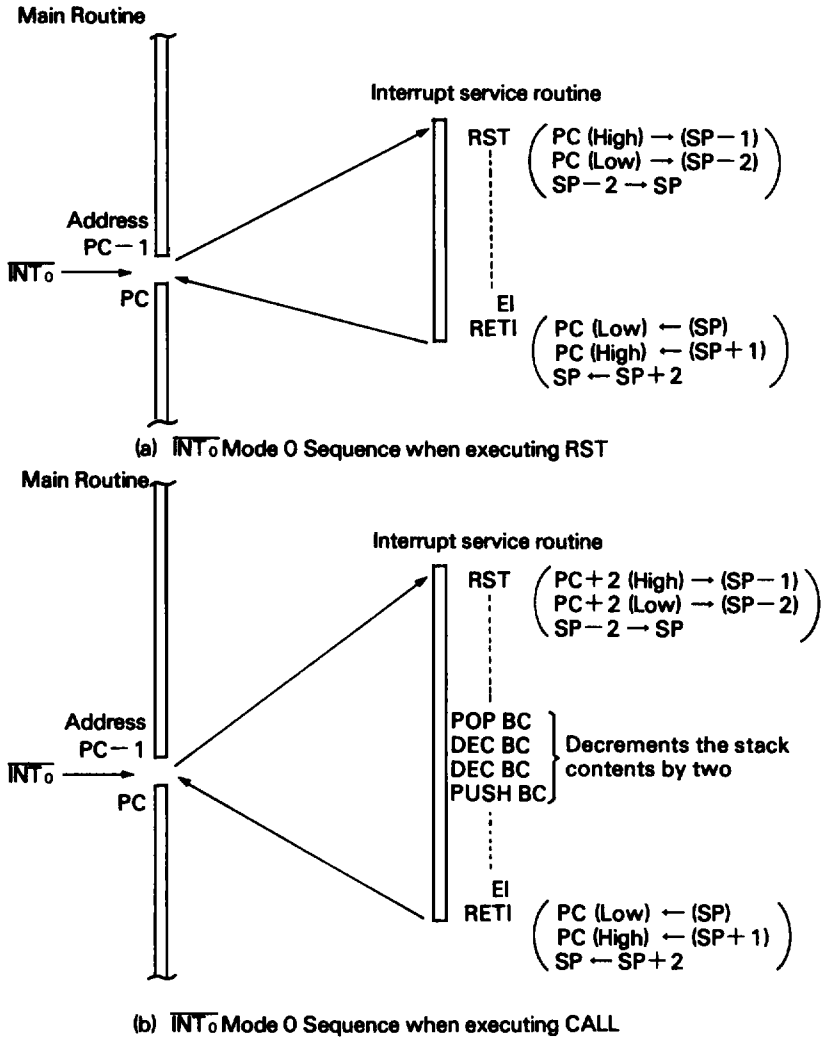 Main Routine
Interrupt service routine
RST
PC (High) → (SP−1)
PC (Low) → (SP−2)
SP−2 → SP
Address
PC−1
INT₀
PC
EI
RETI
PC (Low) ← (SP)
PC (High) ← (SP+1)
SP ← SP+2
(a) INT₀ Mode 0 Sequence when executing RST
Main Routine
Interrupt service routine
RST
PC+2 (High) → (SP−1)
PC+2 (Low) → (SP−2)
SP−2 → SP
Address
PC−1
INT₀
PC
POP BC
DEC BC
DEC BC
PUSH BC
Decrements the stack
contents by two
EI
RETI
PC (Low) ← (SP)
PC (High) ← (SP+1)
SP ← SP+2
(b) INT₀ Mode 0 Sequence when executing CALL